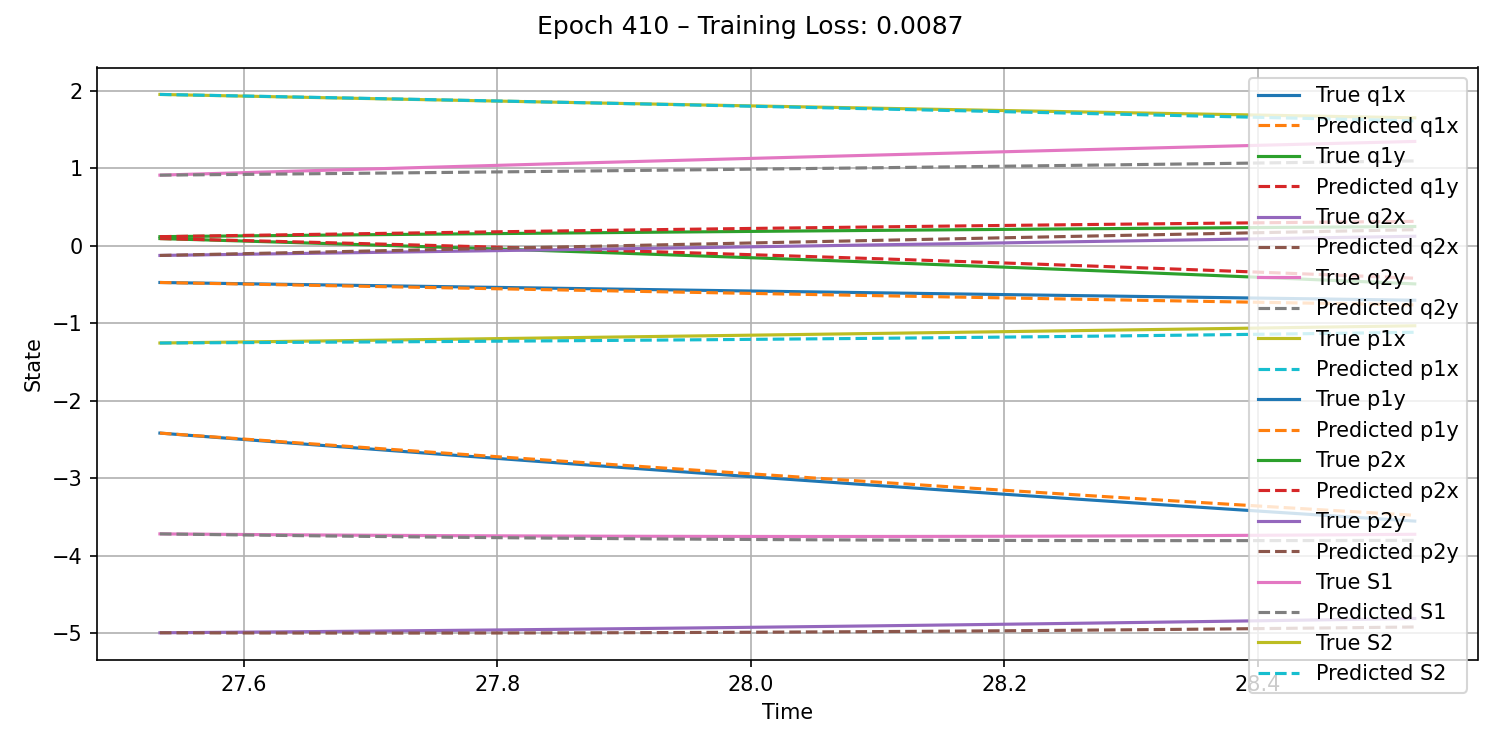 Epoch 410 – Training Loss: 0.0087
2
1
0
−1
−2
−3
−4
−5
State
27.6
27.8
28.0
28.2
28.4
Time
True q1x
Predicted q1x
True q1y
Predicted q1y
True q2x
Predicted q2x
True q2y
Predicted q2y
True p1x
Predicted p1x
True p1y
Predicted p1y
True p2x
Predicted p2x
True p2y
Predicted p2y
True S1
Predicted S1
True S2
Predicted S2